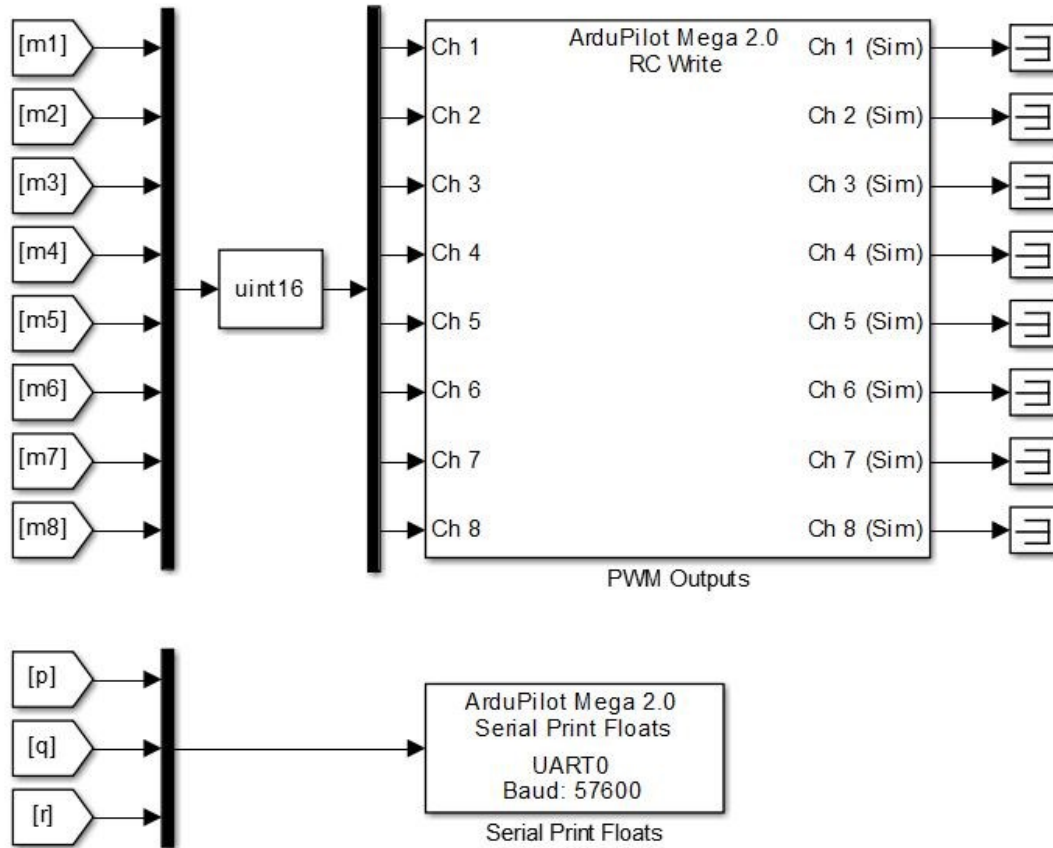 [m1]
[m2]
[m3]
[m4]
[m5]
[m6]
[m7]
[m8]
uint16
ArduPilot Mega 2.0
RC Write
Ch 1
Ch 2
Ch 3
Ch 4
Ch 5
Ch 6
Ch 7
Ch 8
Ch 1 (Sim)
Ch 2 (Sim)
Ch 3 (Sim)
Ch 4 (Sim)
Ch 5 (Sim)
Ch 6 (Sim)
Ch 7 (Sim)
Ch 8 (Sim)
PWM Outputs
[p]
[q]
[r]
ArduPilot Mega 2.0
Serial Print Floats
UART0
Baud: 57600
Serial Print Floats